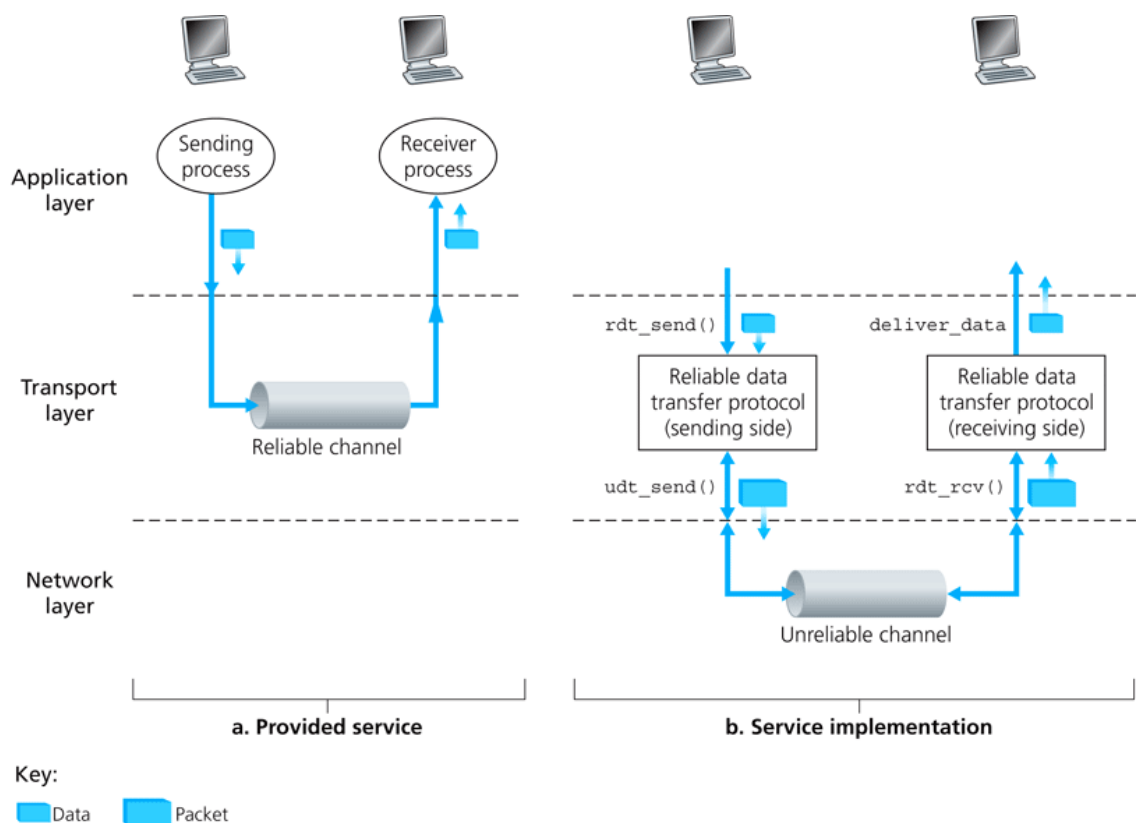 Sending
process
Receiver
process
Application
layer
rdt_send()
deliver_data
Transport
layer
Reliable channel
Reliable data
transfer protocol
(sending side)
Reliable data
transfer protocol
(receiving side)
udt_send()
rdt_rcv()
Network
layer
Unreliable channel
a. Provided service
b. Service implementation
Key:
Data
Packet